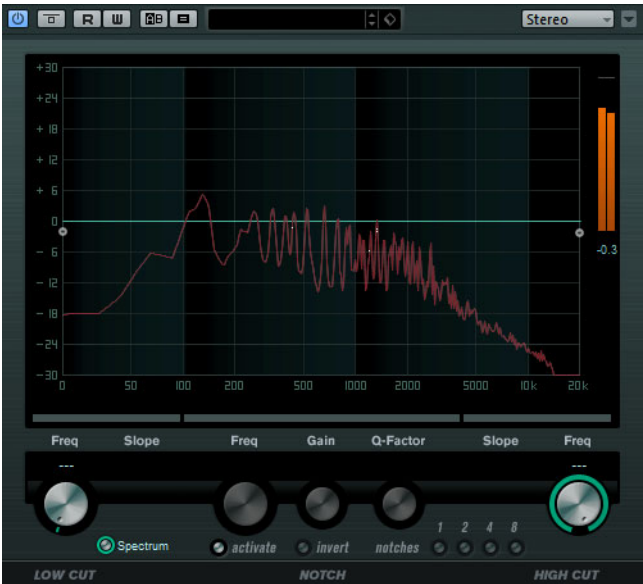 R W AB Stereo
+30
+24
+18
+12
+ 6
0
- 6
- 12
- 18
- 24
- 30
0 50 100 200 500 1000 2000 5000 10k 20k
-0.3
Freq Slope Freq Gain Q-Factor Slope Freq
--- ---
1 2 4 8
Spectrum activate invert notches
LOW CUT NOTCH HIGH CUT